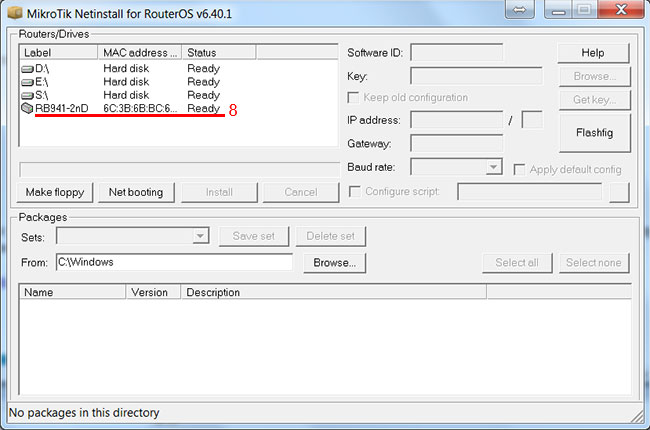 MikroTik Netinstall for RouterOS v6.40.1
Routers/Drives
Label MAC address ... Status
D:\ Hard disk Ready
E:\ Hard disk Ready
S:\ Hard disk Ready
RB941-2nD 6C:3B:6B:BC:6... Ready 8
Software ID: Help
Key: Browse...
Keep old configuration Get key...
IP address: / Flashfig
Gateway:
Baud rate: Apply default config
Make floppy Net booting Install Cancel Configure script:
Packages
Sets: Save set Delete set
From: C:\Windows Browse... Select all Select none
Name Version Description
No packages in this directory